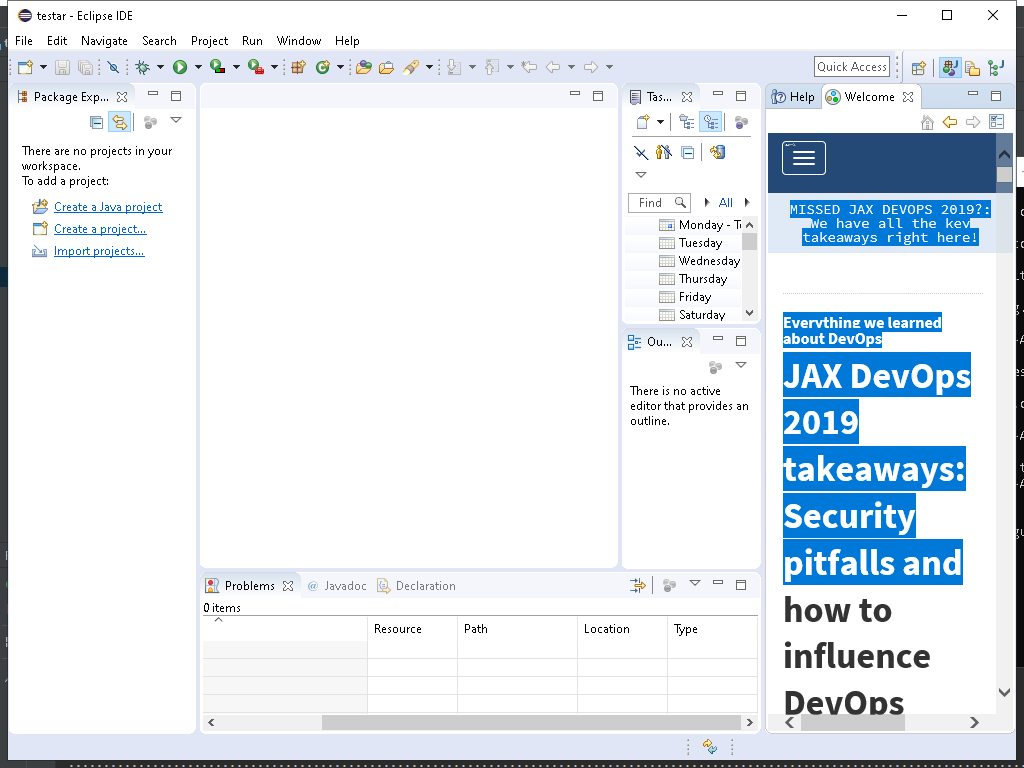 testar - Eclipse IDE
File Edit Navigate Search Project Run Window Help
Quick Access
Package Exp...
There are no projects in your
workspace.
To add a project:
Create a Java project
Create a project...
Import projects...
Tas...
Find
All
Monday - T
Tuesday
Wednesday
Thursday
Friday
Saturday
Ou...
There is no active
editor that provides an
outline.
Help
Welcome
MISSED JAX DEVOPS 2019?:
We have all the key
takeaways right here!
Everything we learned
about DevOps
JAX DevOps
2019
takeaways:
Security
pitfalls and
how to
influence
DevOps
Problems
@ Javadoc
Declaration
0 items
Resource Path Location Type